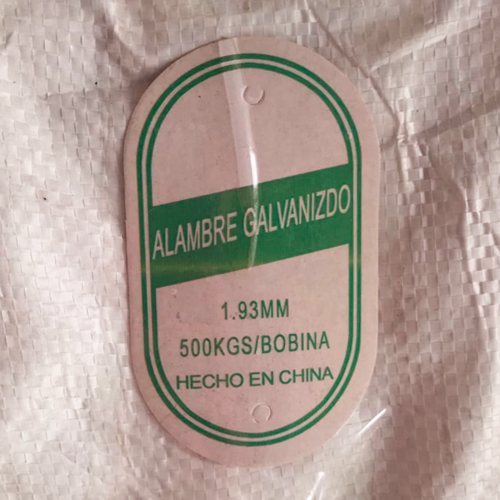 ALAMBRE GALVANIZDO
1.93MM
500KGS/BOBINA
HECHO EN CHINA